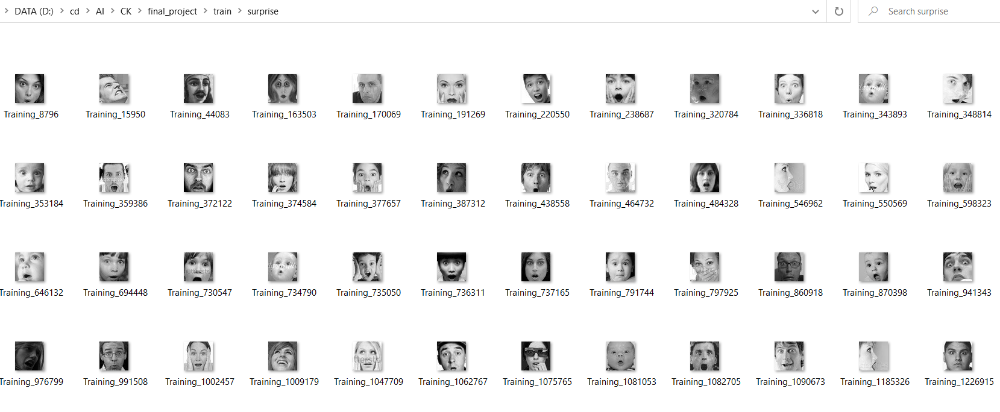 DATA (D:) > cd > AI > CK > final_project > train > surprise
Search surprise
Training_8796 Training_15950 Training_44083 Training_163503 Training_170069 Training_191269 Training_220550 Training_238687 Training_320784 Training_336818 Training_343893 Training_348814
Training_353184 Training_359386 Training_372122 Training_374584 Training_377657 Training_387312 Training_438558 Training_464732 Training_484328 Training_546962 Training_550569 Training_598323
Training_646132 Training_694448 Training_730547 Training_734790 Training_735050 Training_736311 Training_737165 Training_791744 Training_797925 Training_860918 Training_870398 Training_941343
Training_976799 Training_991508 Training_1002457 Training_1009179 Training_1047709 Training_1062767 Training_1075765 Training_1081053 Training_1082705 Training_1090673 Training_1185326 Training_1226915